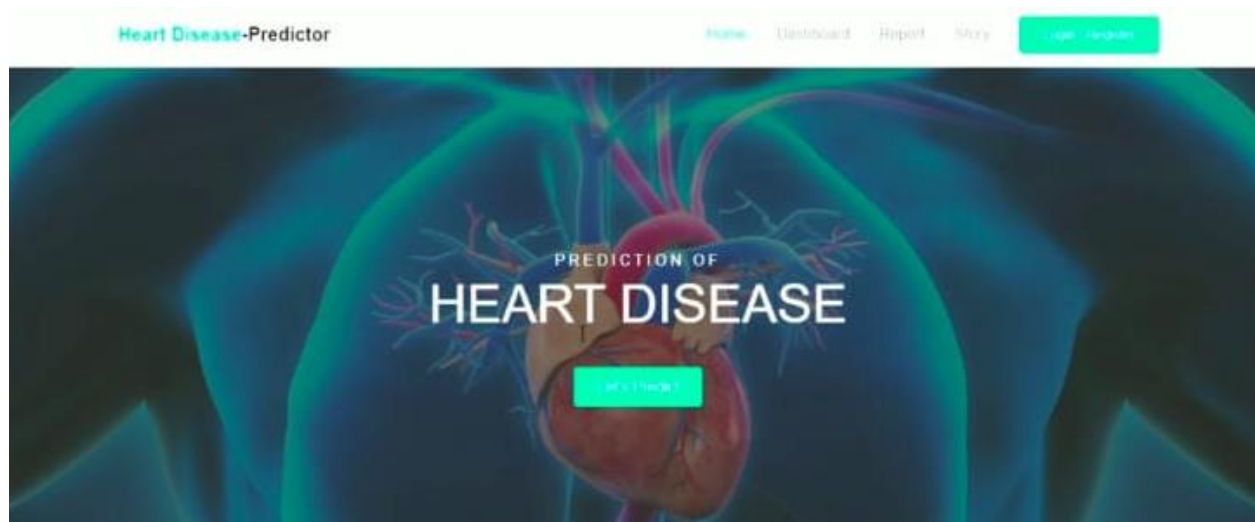 Heart Disease-Predictor
Home Dashboard Report Story
PREDICTION OF
HEART DISEASE